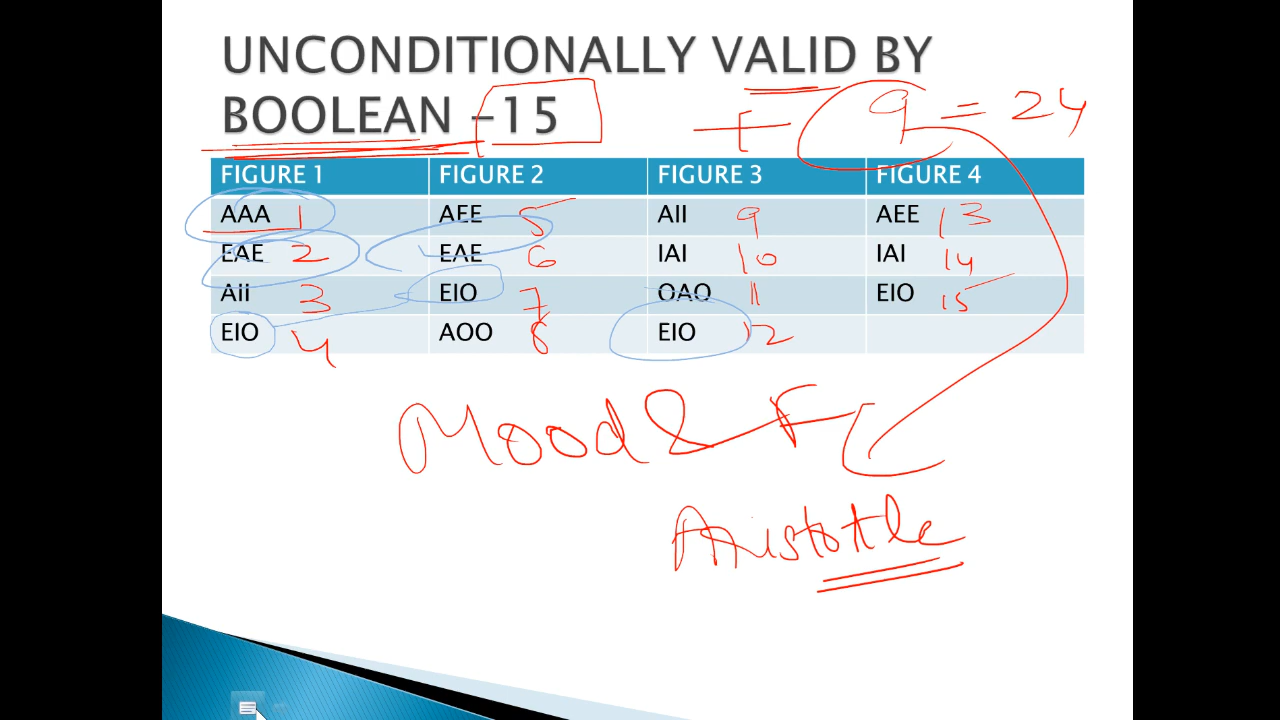 UNCONDITIONALLY VALID BY
BOOLEAN -15 + 9 = 24
FIGURE 1 FIGURE 2 FIGURE 3 FIGURE 4
AAA 1 AEE 5 AII 9 AEE 13
EAE 2 EAE 6 IAI 10 IAI 14
AII 3 EIO 7 OAO 11 EIO 15
EIO 4 AOO 8 EIO 12
Mood & F
Aristotle